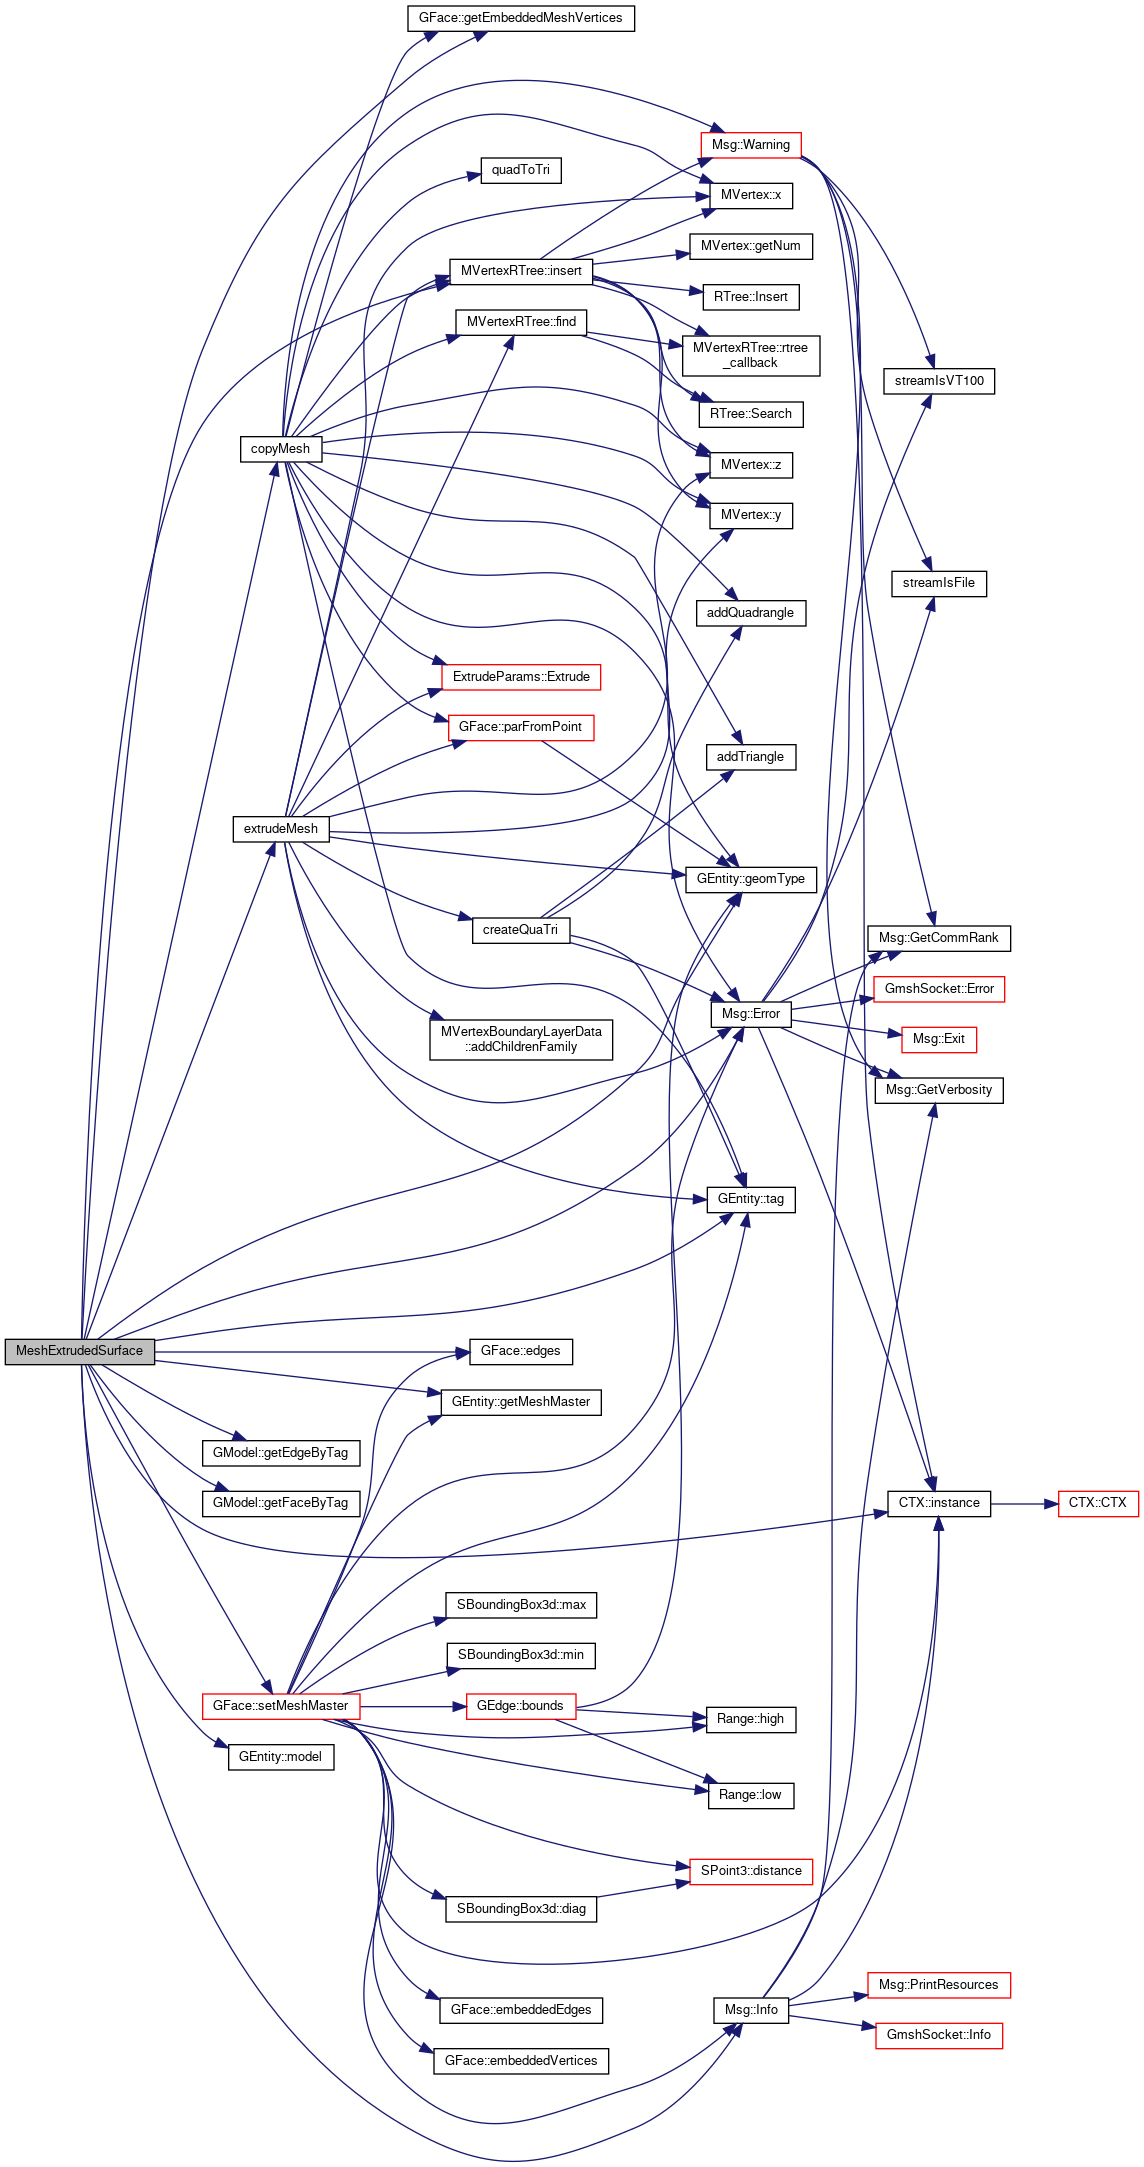 GFace::getEmbeddedMeshVertices
Msg::Warning
quadToTri
MVertex::x
MVertex::getNum
MVertexRTree::insert
RTree::Insert
MVertexRTree::find
MVertexRTree::rtree
_callback
streamIsVT100
RTree::Search
copyMesh
MVertex::z
MVertex::y
streamIsFile
addQuadrangle
ExtrudeParams::Extrude
GFace::parFromPoint
addTriangle
extrudeMesh
GEntity::geomType
createQuaTri
Msg::GetCommRank
GmshSocket::Error
Msg::Error
MVertexBoundaryLayerData
::addChildrenFamily
Msg::Exit
Msg::GetVerbosity
GEntity::tag
MeshExtrudedSurface
GFace::edges
GEntity::getMeshMaster
GModel::getEdgeByTag
GModel::getFaceByTag
CTX::instance
CTX::CTX
SBoundingBox3d::max
SBoundingBox3d::min
GFace::setMeshMaster
GEdge::bounds
Range::high
GEntity::model
Range::low
SPoint3::distance
SBoundingBox3d::diag
Msg::PrintResources
GFace::embeddedEdges
Msg::Info
GmshSocket::Info
GFace::embeddedVertices